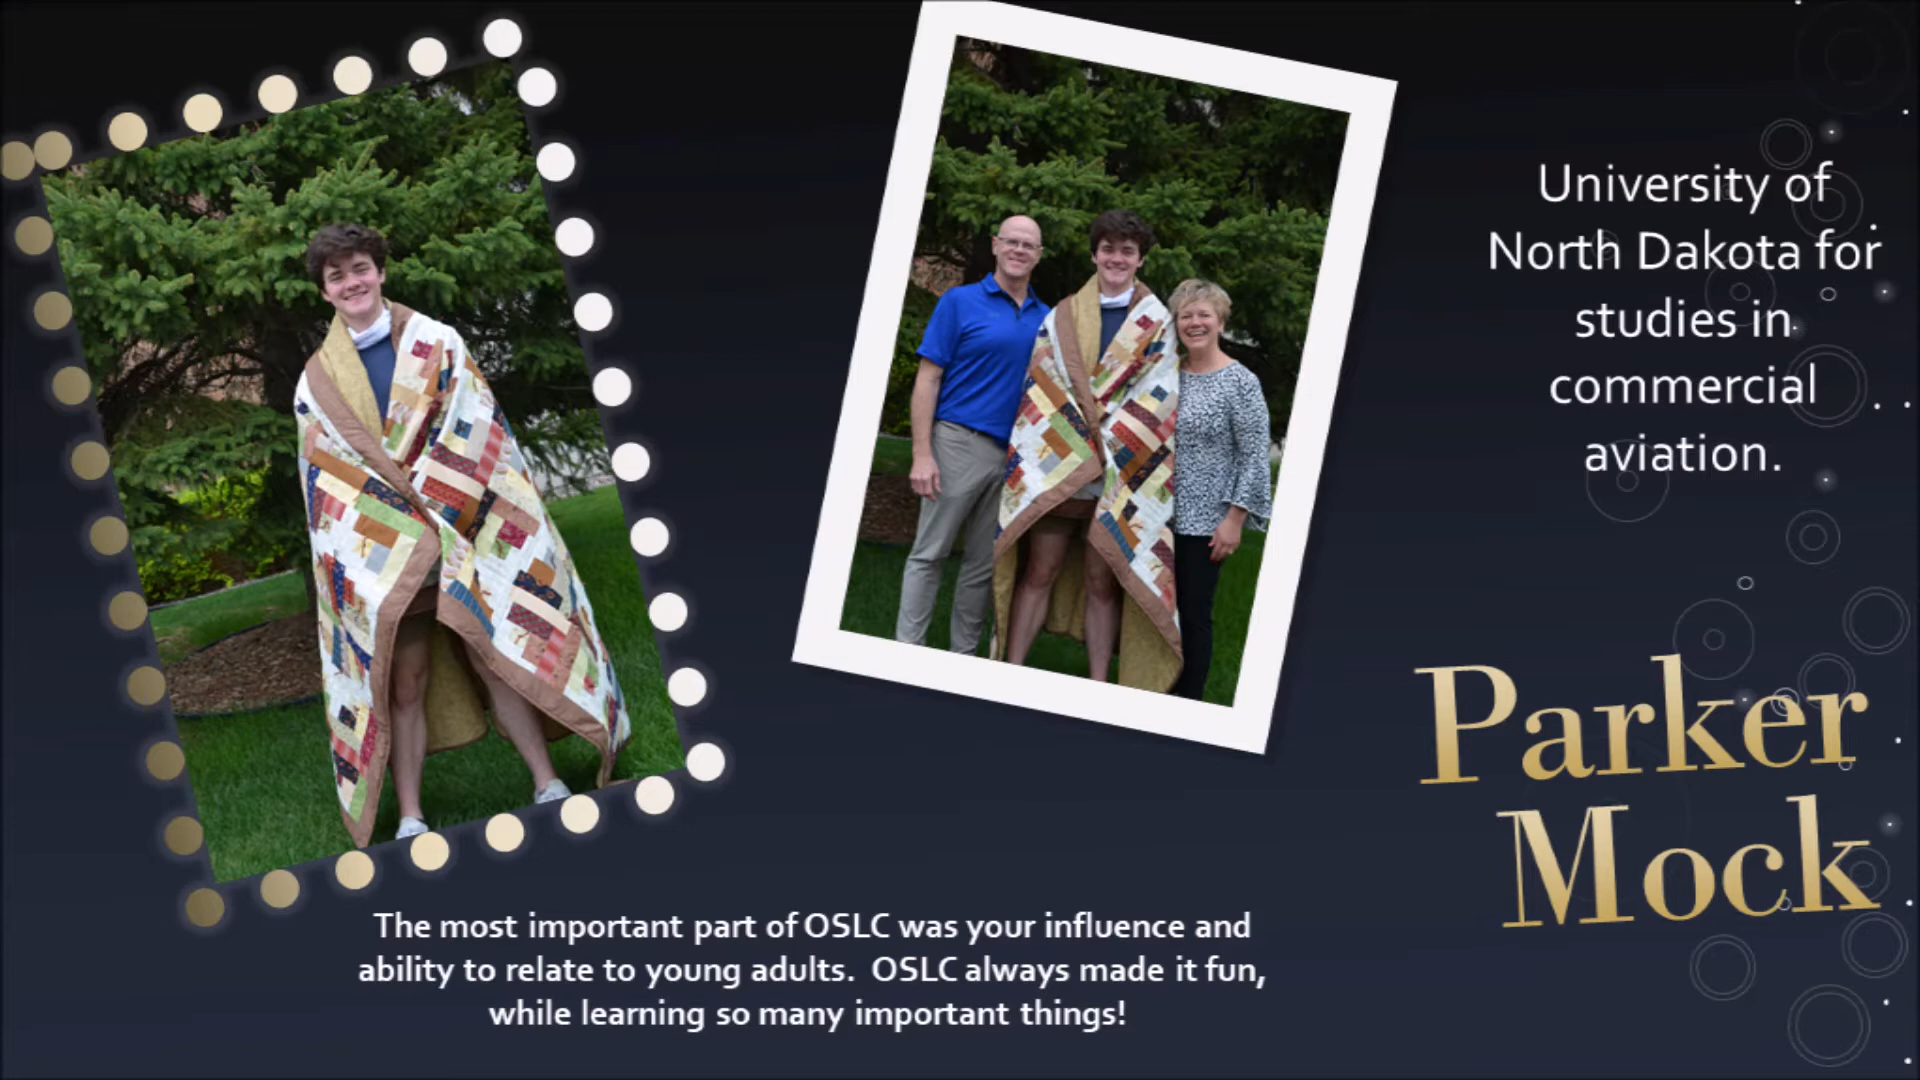 University of
North Dakota for
studies in
commercial
aviation.
Parker
Mock
The most important part of OSLC was your influence and
ability to relate to young adults.  OSLC always made it fun,
while learning so many important things!